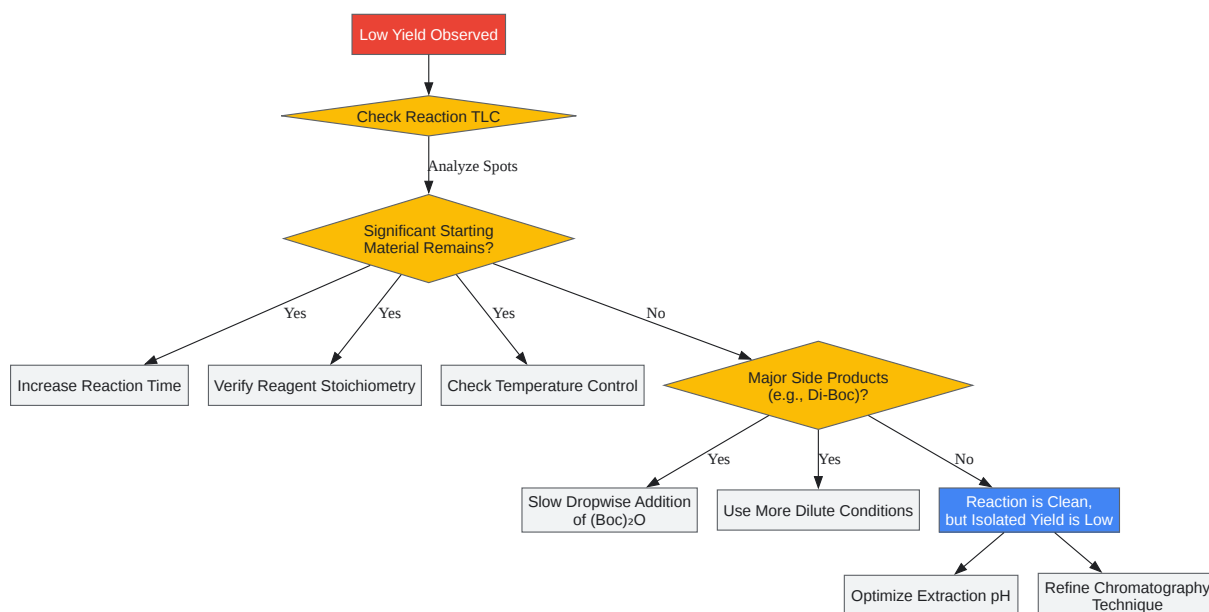 Low Yield Observed
Check Reaction TLC
Analyze Spots
Significant Starting
Material Remains?
Yes
Yes
Yes
No
Increase Reaction Time
Verify Reagent Stoichiometry
Check Temperature Control
Major Side Products
(e.g., Di-Boc)?
Yes
Yes
No
Slow Dropwise Addition
of (Boc)₂O
Use More Dilute Conditions
Reaction is Clean,
but Isolated Yield is Low
Optimize Extraction pH
Refine Chromatography
Technique